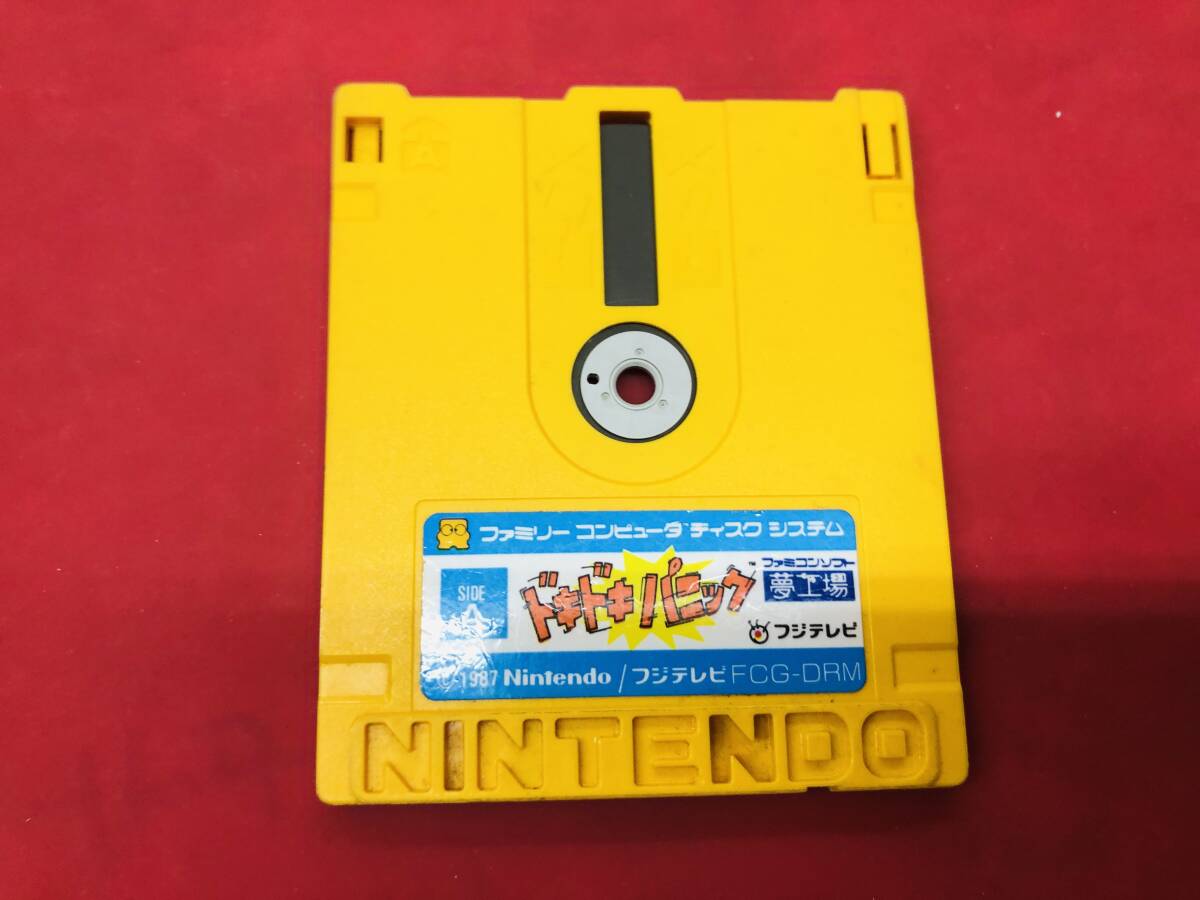 A
ファミリー コンピュータ ディスク システム
SIDE
A
ドキドキパニック
™
ファミコンソフト
夢工場
フジテレビ
© 1987 Nintendo / フジテレビ FCG-DRM
NINTENDO